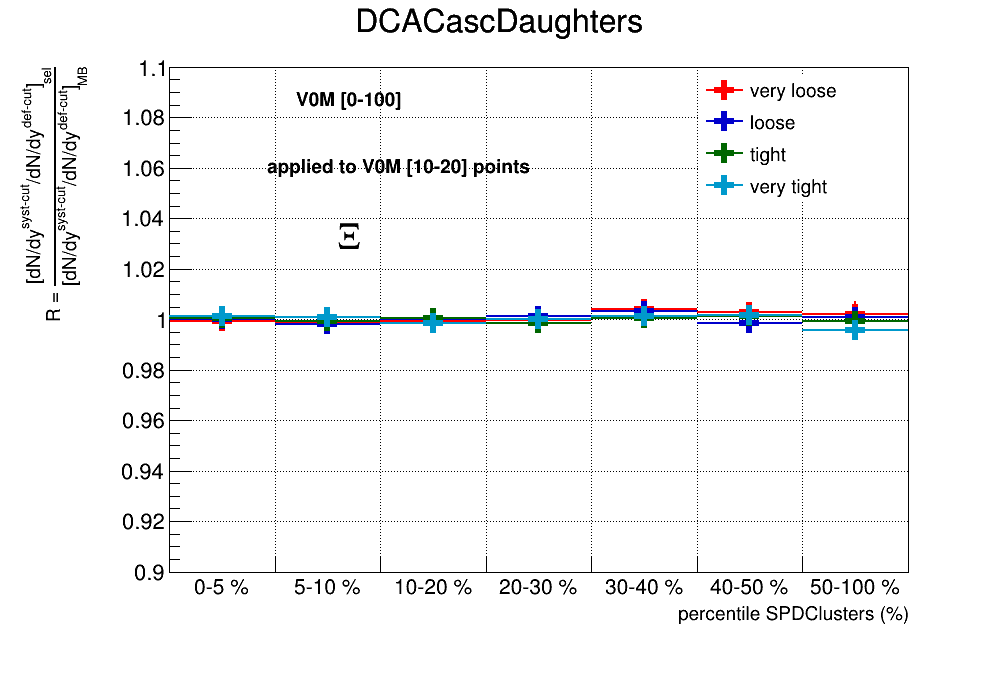 DCACascDaughters
R = [dN/dy^syst-cut/dN/dy^def-cut]_sel
[dN/dy^syst-cut/dN/dy^def-cut]_MB
1.1
1.08
1.06
1.04
1.02
1
0.98
0.96
0.94
0.92
0.9
V0M [0-100]
applied to V0M [10-20] points
Ξ
very loose
loose
tight
very tight
0-5 % 5-10 % 10-20 % 20-30 % 30-40 % 40-50 % 50-100 %
percentile SPDClusters (%)